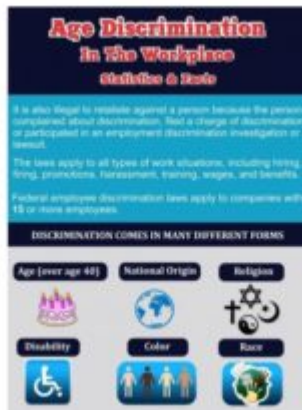 Age Discrimination
In The Workplace
Statistics & Facts
It is also illegal to retaliate against a person because the person
complained about discrimination, filed a charge of discrimination,
or participated in an employment discrimination investigation or
lawsuit.
The laws apply to all types of work situations, including hiring,
firing, promotions, harassment, training, wages, and benefits.
Federal employee discrimination laws apply to companies with
15 or more employees.
DISCRIMINATION COMES IN MANY DIFFERENT FORMS
Age (over age 40)
National Origin
Religion
Disability
Color
Race